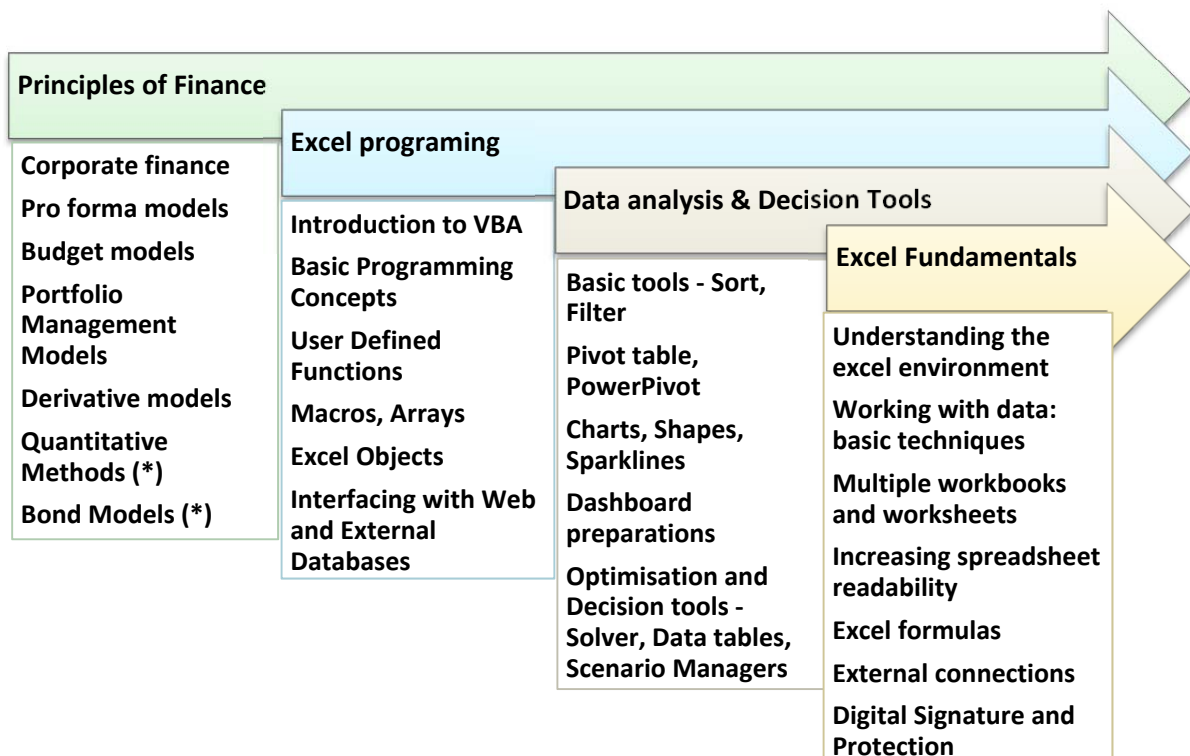 Principles of Finance
Corporate finance
Pro forma models
Budget models
Portfolio
Management
Models
Derivative models
Quantitative
Methods (*)
Bond Models (*)
Excel programing
Introduction to VBA
Basic Programming
Concepts
User Defined
Functions
Macros, Arrays
Excel Objects
Interfacing with Web
and External
Databases
Data analysis & Decision Tools
Basic tools - Sort,
Filter
Pivot table,
PowerPivot
Charts, Shapes,
Sparklines
Dashboard
preparations
Optimisation and
Decision tools -
Solver, Data tables,
Scenario Managers
Excel Fundamentals
Understanding the
excel environment
Working with data:
basic techniques
Multiple workbooks
and worksheets
Increasing spreadsheet
readability
Excel formulas
External connections
Digital Signature and
Protection